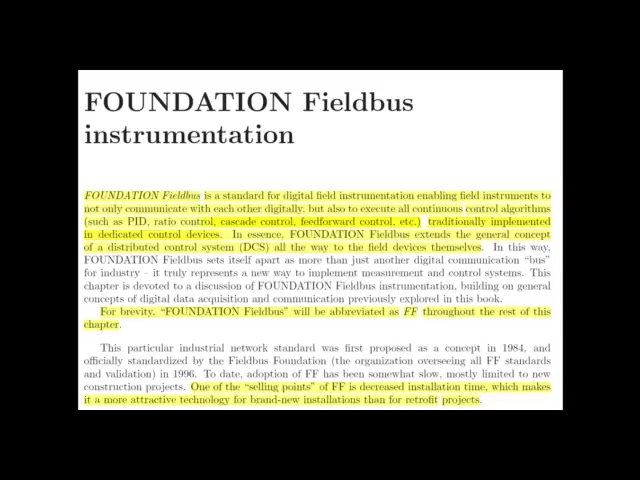 FOUNDATION Fieldbus
instrumentation
FOUNDATION Fieldbus is a standard for digital field instrumentation enabling field instruments to
not only communicate with each other digitally, but also to execute all continuous control algorithms
(such as PID, ratio control, cascade control, feedforward control, etc.) traditionally implemented
in dedicated control devices. In essence, FOUNDATION Fieldbus extends the general concept
of a distributed control system (DCS) all the way to the field devices themselves. In this way,
FOUNDATION Fieldbus sets itself apart as more than just another digital communication “bus”
for industry – it truly represents a new way to implement measurement and control systems. This
chapter is devoted to a discussion of FOUNDATION Fieldbus instrumentation, building on general
concepts of digital data acquisition and communication previously explored in this book.
For brevity, “FOUNDATION Fieldbus” will be abbreviated as FF throughout the rest of this
chapter.
This particular industrial network standard was first proposed as a concept in 1984, and
officially standardized by the Fieldbus Foundation (the organization overseeing all FF standards
and validation) in 1996. To date, adoption of FF has been somewhat slow, mostly limited to new
construction projects. One of the “selling points” of FF is decreased installation time, which makes
it a more attractive technology for brand-new installations than for retrofit projects.